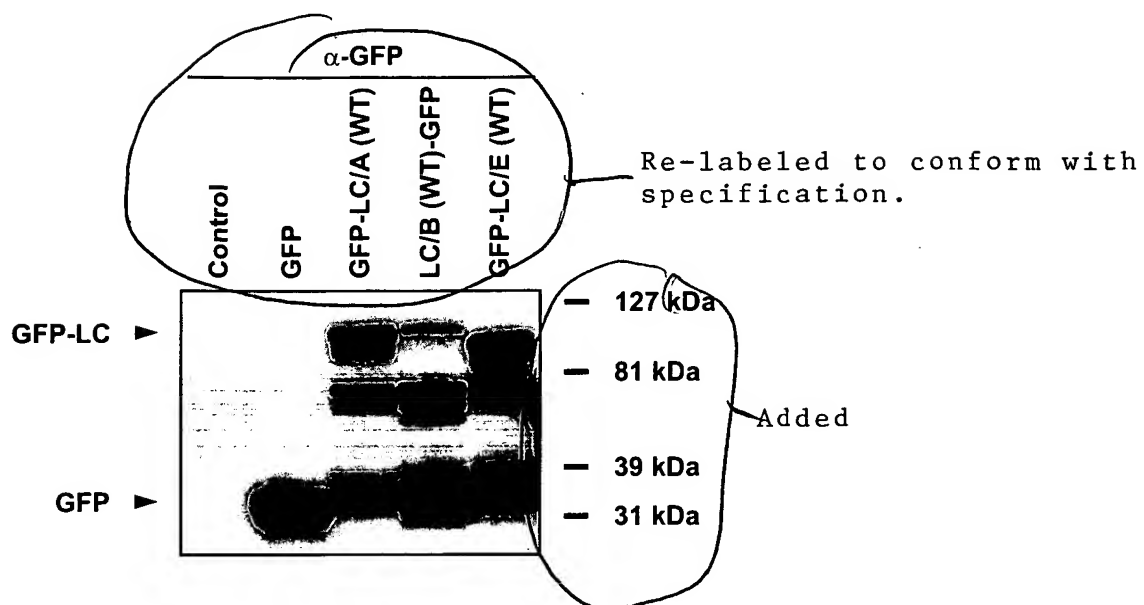 α-GFP
Control
GFP
GFP-LC/A (WT)
LC/B (WT)-GFP
GFP-LC/E (WT)
Re-labeled to conform with
specification.
GFP-LC
GFP
127 kDa
81 kDa
39 kDa
31 kDa
Added